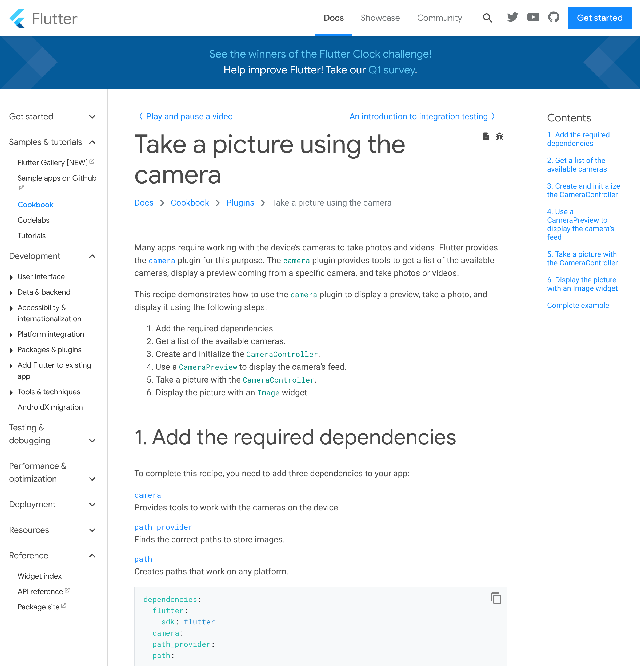 Flutter
Docs
Showcase
Community
Get started
See the winners of the Flutter Clock challenge!
Help improve Flutter! Take our Q1 survey.
Get started
Samples & tutorials
Flutter Gallery [NEW]
Sample apps on Github
Cookbook
Codelabs
Tutorials
Development
User interface
Data & backend
Accessibility &
internationalization
Platform integration
Packages & plugins
Add Flutter to existing
app
Tools & techniques
AndroidX migration
Testing &
debugging
Performance &
optimization
Deployment
Resources
Reference
Widget index
API reference
Package site
Play and pause a video
An introduction to integration testing
Take a picture using the
camera
Docs
Cookbook
Plugins
Take a picture using the camera
Many apps require working with the device's cameras to take photos and videos. Flutter provides
the camera plugin for this purpose. The camera plugin provides tools to get a list of the
available cameras, display a preview coming from a specific camera, and take photos or videos.
This recipe demonstrates how to use the camera plugin to display a preview, take a photo, and
display it using the following steps:
1. Add the required dependencies.
2. Get a list of the available cameras.
3. Create and initialize the CameraController.
4. Use a CameraPreview to display the camera's feed.
5. Take a picture with the CameraController.
6. Display the picture with an Image widget.
1. Add the required dependencies
To complete this recipe, you need to add three dependencies to your app:
camera
Provides tools to work with the cameras on the device.
path_provider
Finds the correct paths to store images.
path
Creates paths that work on any platform.
dependencies:
flutter:
sdk: flutter
camera:
path_provider:
path:
Contents
1. Add the required
dependencies
2. Get a list of the
available cameras
3. Create and initialize
the CameraController
4. Use a
CameraPreview to
display the camera's
feed
5. Take a picture with
the CameraController
6. Display the picture
with an Image widget
Complete example